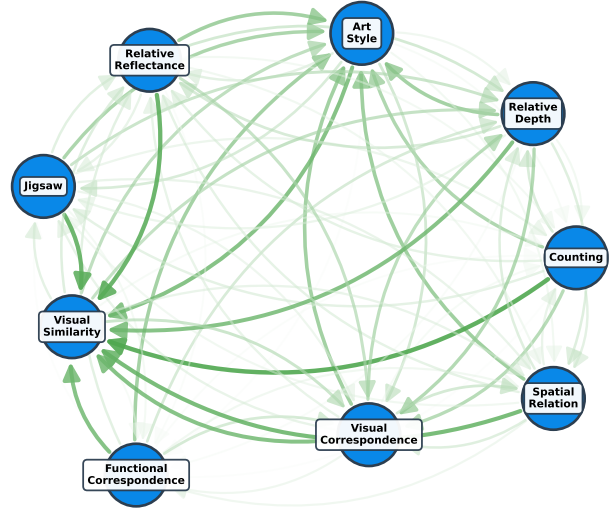 Art
Style
Relative
Reflectance
Relative
Depth
Jigsaw
Counting
Visual
Similarity
Spatial
Relation
Visual
Correspondence
Functional
Correspondence